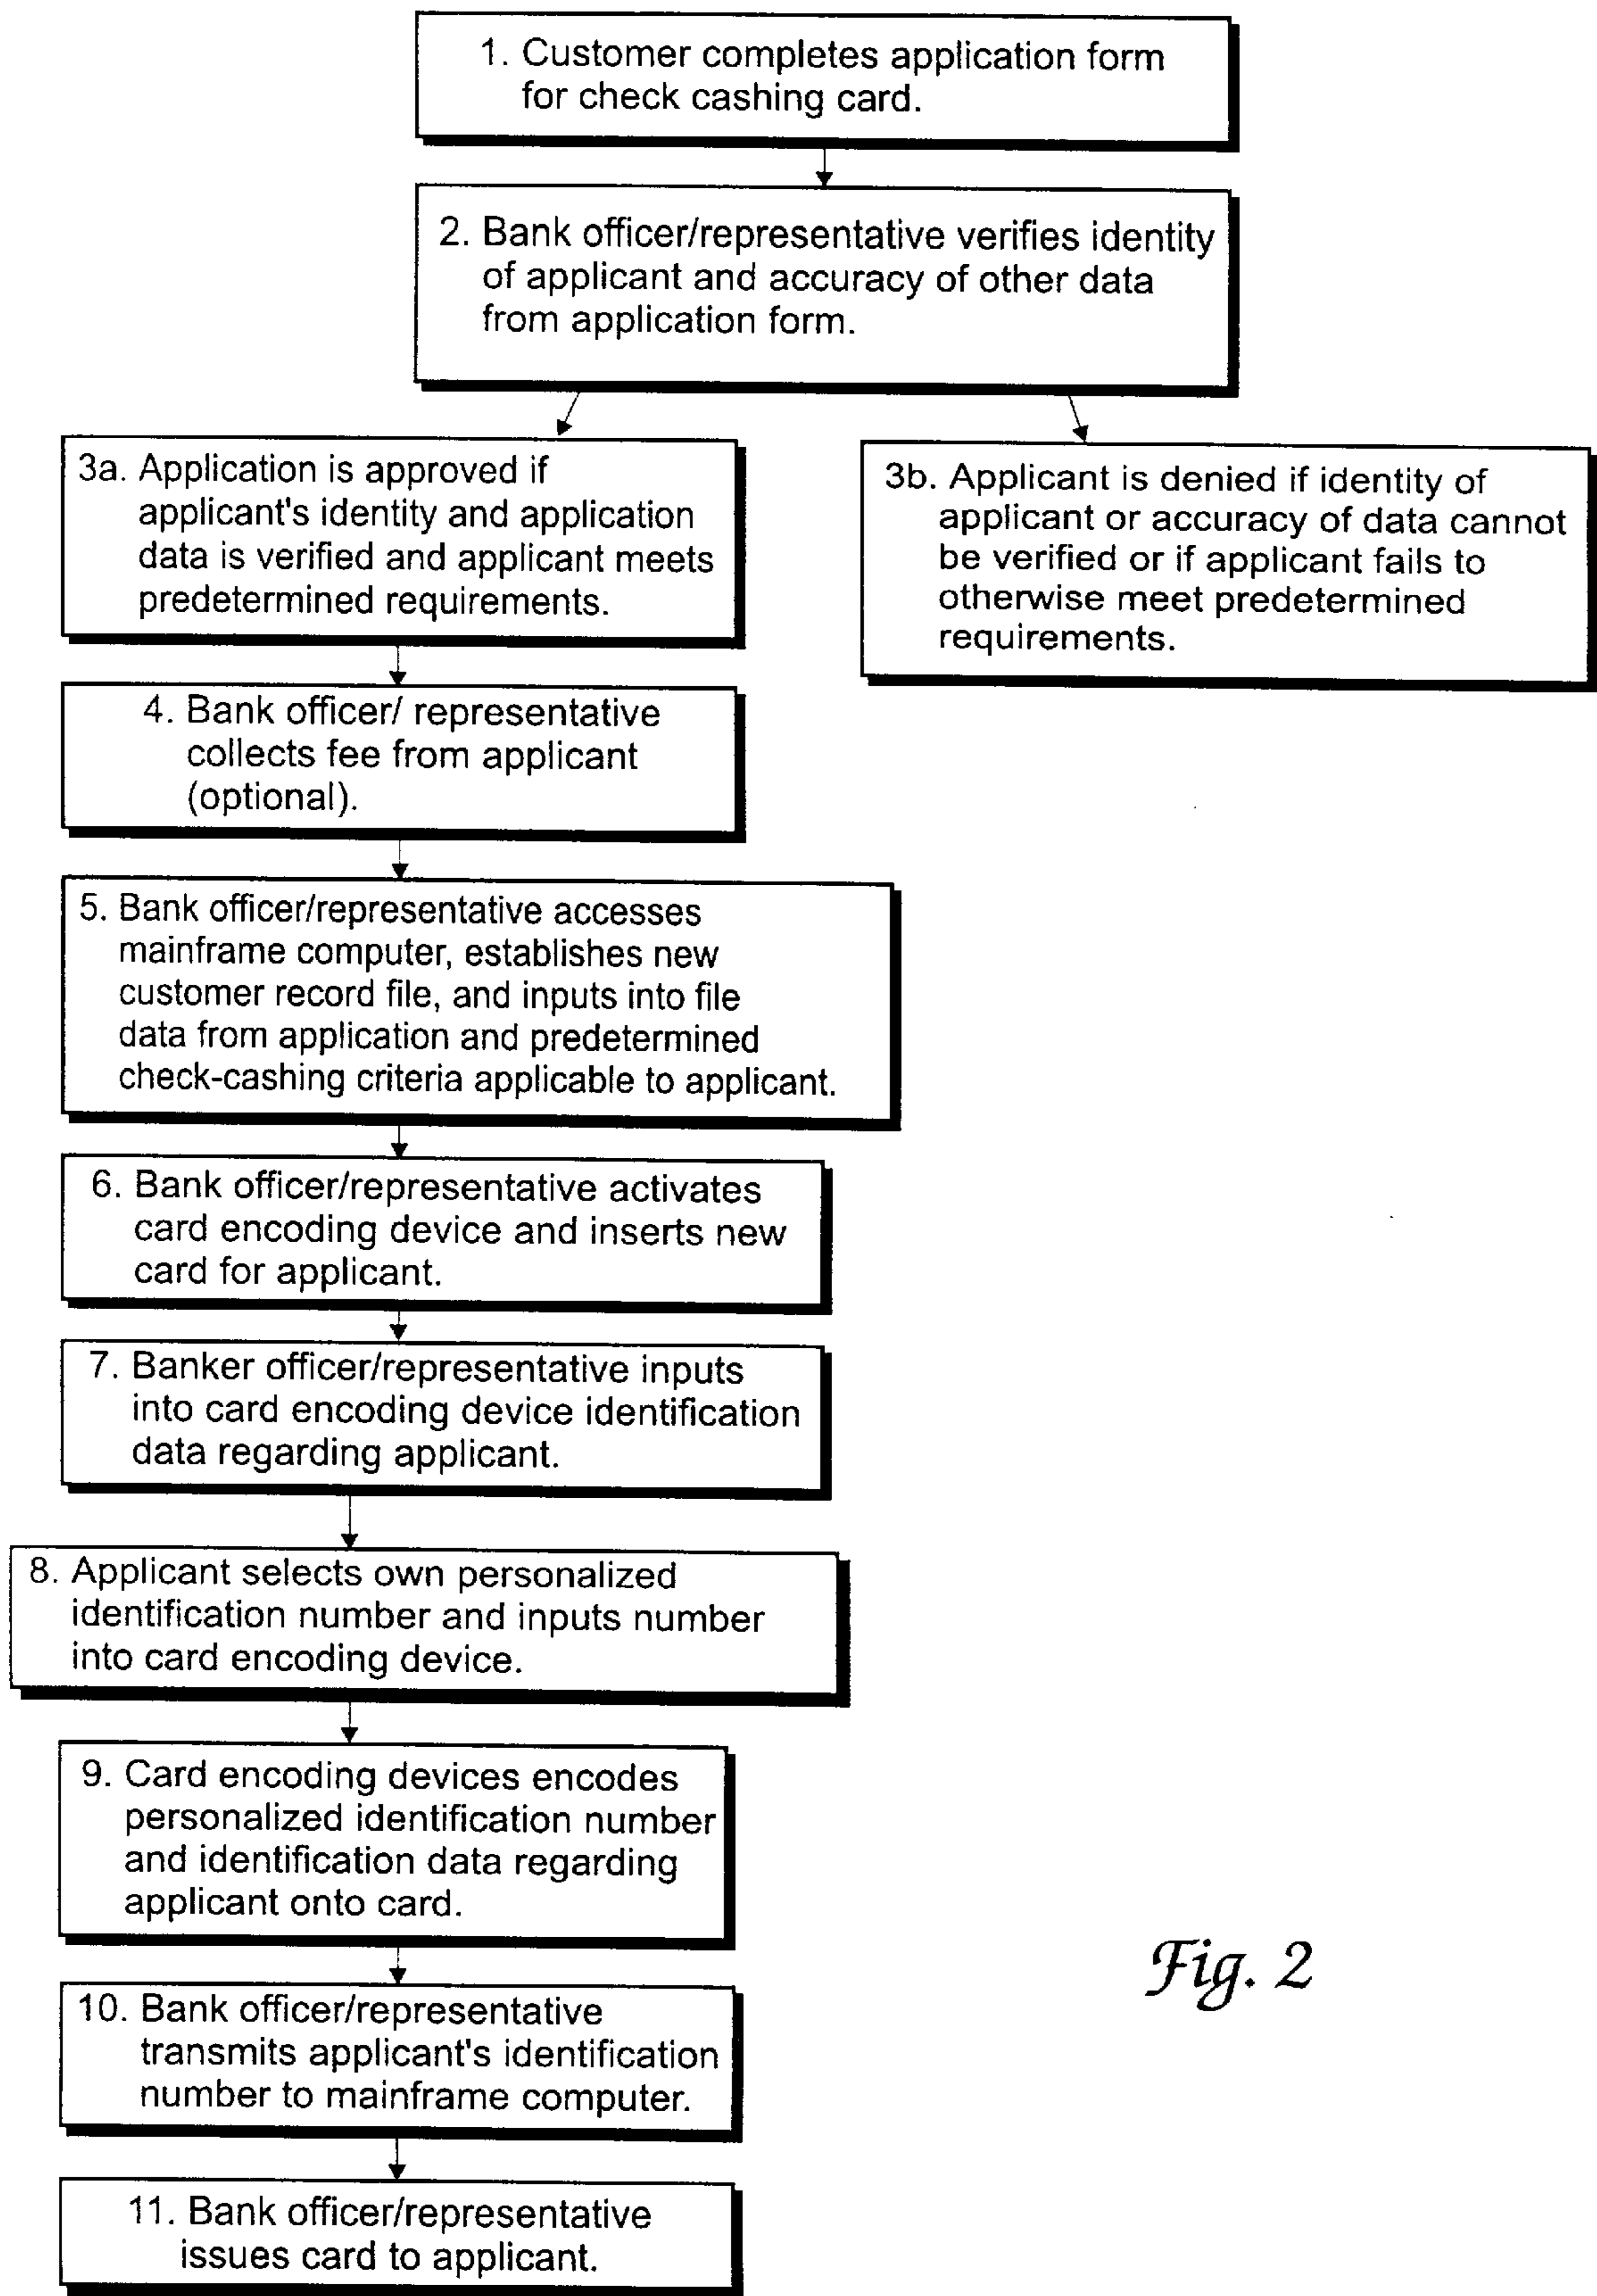 1. Customer completes application form
for check cashing card.
2. Bank officer/representative verifies identity
of applicant and accuracy of other data
from application form.
3a. Application is approved if
applicant's identity and application
data is verified and applicant meets
predetermined requirements.
3b. Applicant is denied if identity of
applicant or accuracy of data cannot
be verified or if applicant fails to
otherwise meet predetermined
requirements.
4. Bank officer/ representative
collects fee from applicant
(optional).
5. Bank officer/representative accesses
mainframe computer, establishes new
customer record file, and inputs into file
data from application and predetermined
check-cashing criteria applicable to applicant.
6. Bank officer/representative activates
card encoding device and inserts new
card for applicant.
7. Banker officer/representative inputs
into card encoding device identification
data regarding applicant.
8. Applicant selects own personalized
identification number and inputs number
into card encoding device.
9. Card encoding devices encodes
personalized identification number
and identification data regarding
applicant onto card.
10. Bank officer/representative
transmits applicant's identification
number to mainframe computer.
11. Bank officer/representative
issues card to applicant.
Fig. 2